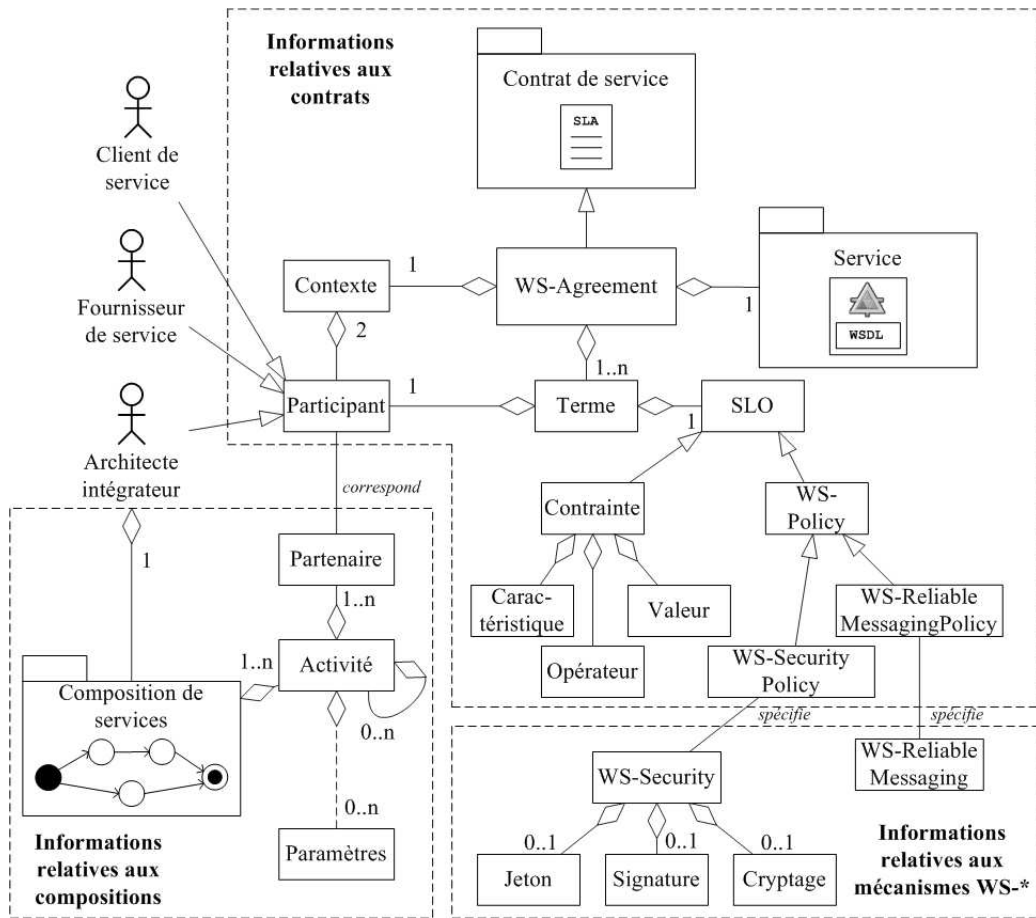 Informations
relatives aux
contrats
Contrat de service
SLA
Client de
service
Fournisseur
de service
Architecte
intégrateur
Contexte
1
WS-Agreement
1
Service
WSDL
2
1..n
Participant
1
Terme
SLO
1
correspond
Contrainte
WS-
Policy
Carac-
téristique
Opérateur
Valeur
WS-Reliable
MessagingPolicy
WS-Security
Policy
1
Partenaire
1..n
Activité
1..n
0..n
Composition de
services
0..n
Paramètres
Informations
relatives aux
compositions
spécifie
spécifie
WS-Security
WS-Reliable
Messaging
0..1
0..1
0..1
Jeton
Signature
Cryptage
Informations
relatives aux
mécanismes WS-*